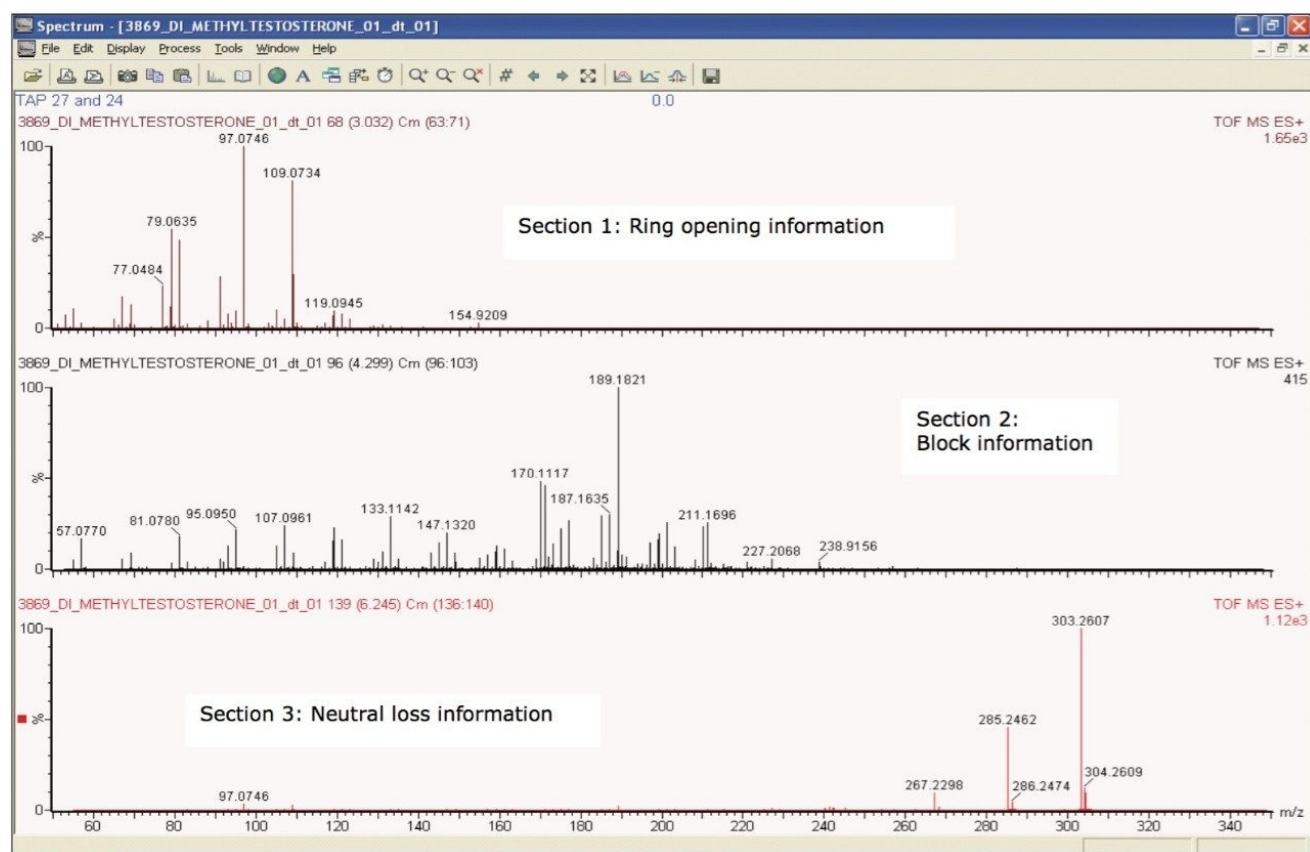 Spectrum - [3869_DI_METHYLTESTOSTERONE_01_dt_01]
File Edit Display Process Tools Window Help
TAP 27 and 24 0.0
3869_DI_METHYLTESTOSTERONE_01_dt_01 68 (3.032) Cm (63:71) TOF MS ES+
1.65e3
100
97.0746
109.0734
79.0635
Section 1: Ring opening information
%
77.0484
119.0945
154.9209
0
3869_DI_METHYLTESTOSTERONE_01_dt_01 96 (4.299) Cm (96:103) TOF MS ES+
415
100
189.1821
Section 2:
Block information
%
170.1117
187.1635
211.1696
133.1142
95.0950
107.0961
81.0780
57.0770
147.1320
227.2068
238.9156
0
3869_DI_METHYLTESTOSTERONE_01_dt_01 139 (6.245) Cm (136:140) TOF MS ES+
1.12e3
100
303.2607
Section 3: Neutral loss information
%
285.2462
267.2298
286.2474
304.2609
97.0746
0
m/z
60 80 100 120 140 160 180 200 220 240 260 280 300 320 340